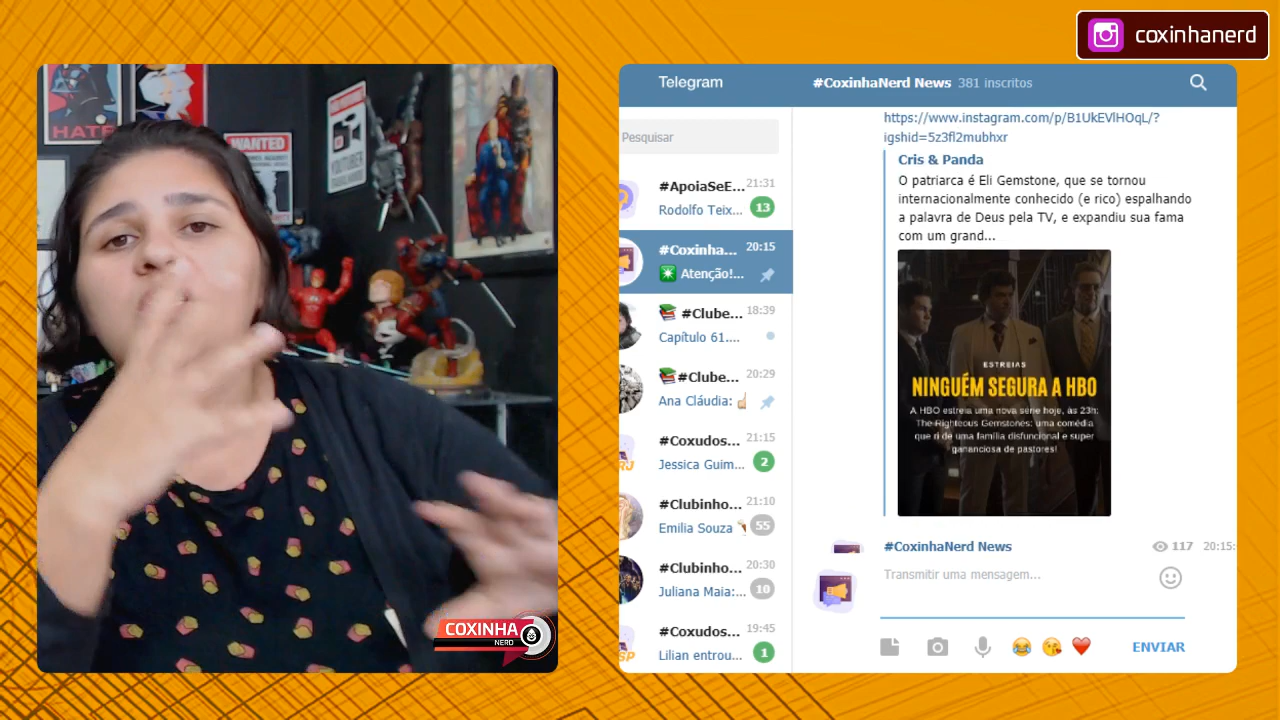 coxinhanerd
HATE
WANTED
YOUTUBER
COXINHA
NERD
Telegram
#CoxinhaNerd News 381 inscritos
Pesquisar
#ApoiaSeE... 21:31
Rodolfo Teix... 13
#Coxinha... 20:15
Atenção!...
#Clube... 18:39
Capítulo 61....
#Clube... 20:29
Ana Cláudia:
#Coxudos... 21:15
Jessica Guim... 2
#Clubinho... 21:10
Emília Souza 55
#Clubinho... 20:30
Juliana Maia:... 10
#Coxudos... 19:45
Lilian entrou... 1
RJ
SP
https://www.instagram.com/p/B1UkEVlHOqL/?
igshid=5z3fl2mubhxr
Cris & Panda
O patriarca é Eli Gemstone, que se tornou
internacionalmente conhecido (e rico) espalhando
a palavra de Deus pela TV, e expandiu sua fama
com um grand...
ESTREIAS
NINGUÉM SEGURA A HBO
A HBO estreia uma nova série hoje, às 23h:
The Righteous Gemstones: uma comédia
que ri de uma família disfuncional e super
gananciosa de pastores!
#CoxinhaNerd News 117 20:15:
Transmitir uma mensagem...
ENVIAR